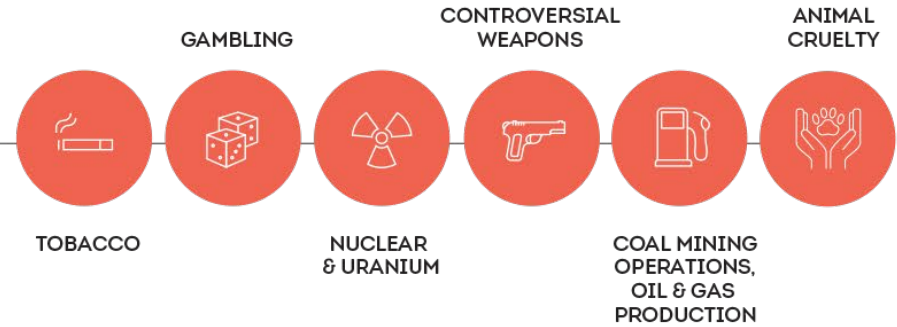 TOBACCO
GAMBLING
NUCLEAR
& URANIUM
CONTROVERSIAL
WEAPONS
COAL MINING
OPERATIONS,
OIL & GAS
PRODUCTION
ANIMAL
CRUELTY